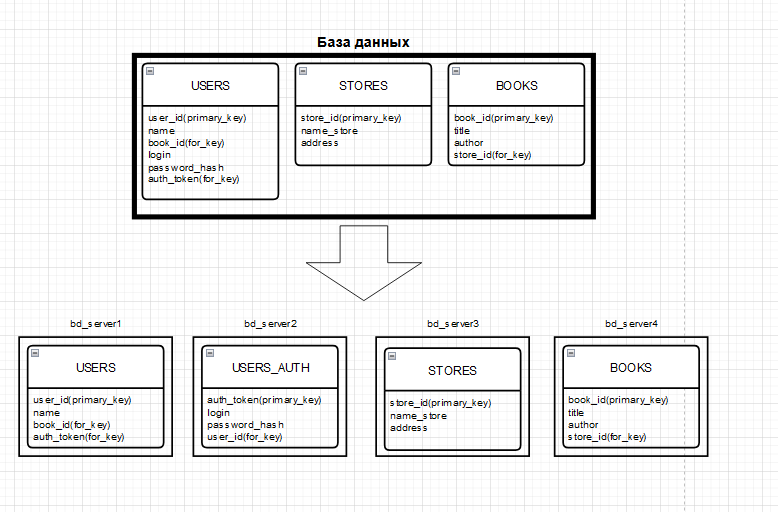 База данных
USERS
user_id(primary_key)
name
book_id(for_key)
login
password_hash
auth_token(for_key)
STORES
store_id(primary_key)
name_store
address
BOOKS
book_id(primary_key)
title
author
store_id(for_key)
bd_server1
USERS
user_id(primary_key)
name
book_id(for_key)
auth_token(for_key)
bd_server2
USERS_AUTH
auth_token(primary_key)
login
password_hash
user_id(for_key)
bd_server3
STORES
store_id(primary_key)
name_store
address
bd_server4
BOOKS
book_id(primary_key)
title
author
store_id(for_key)